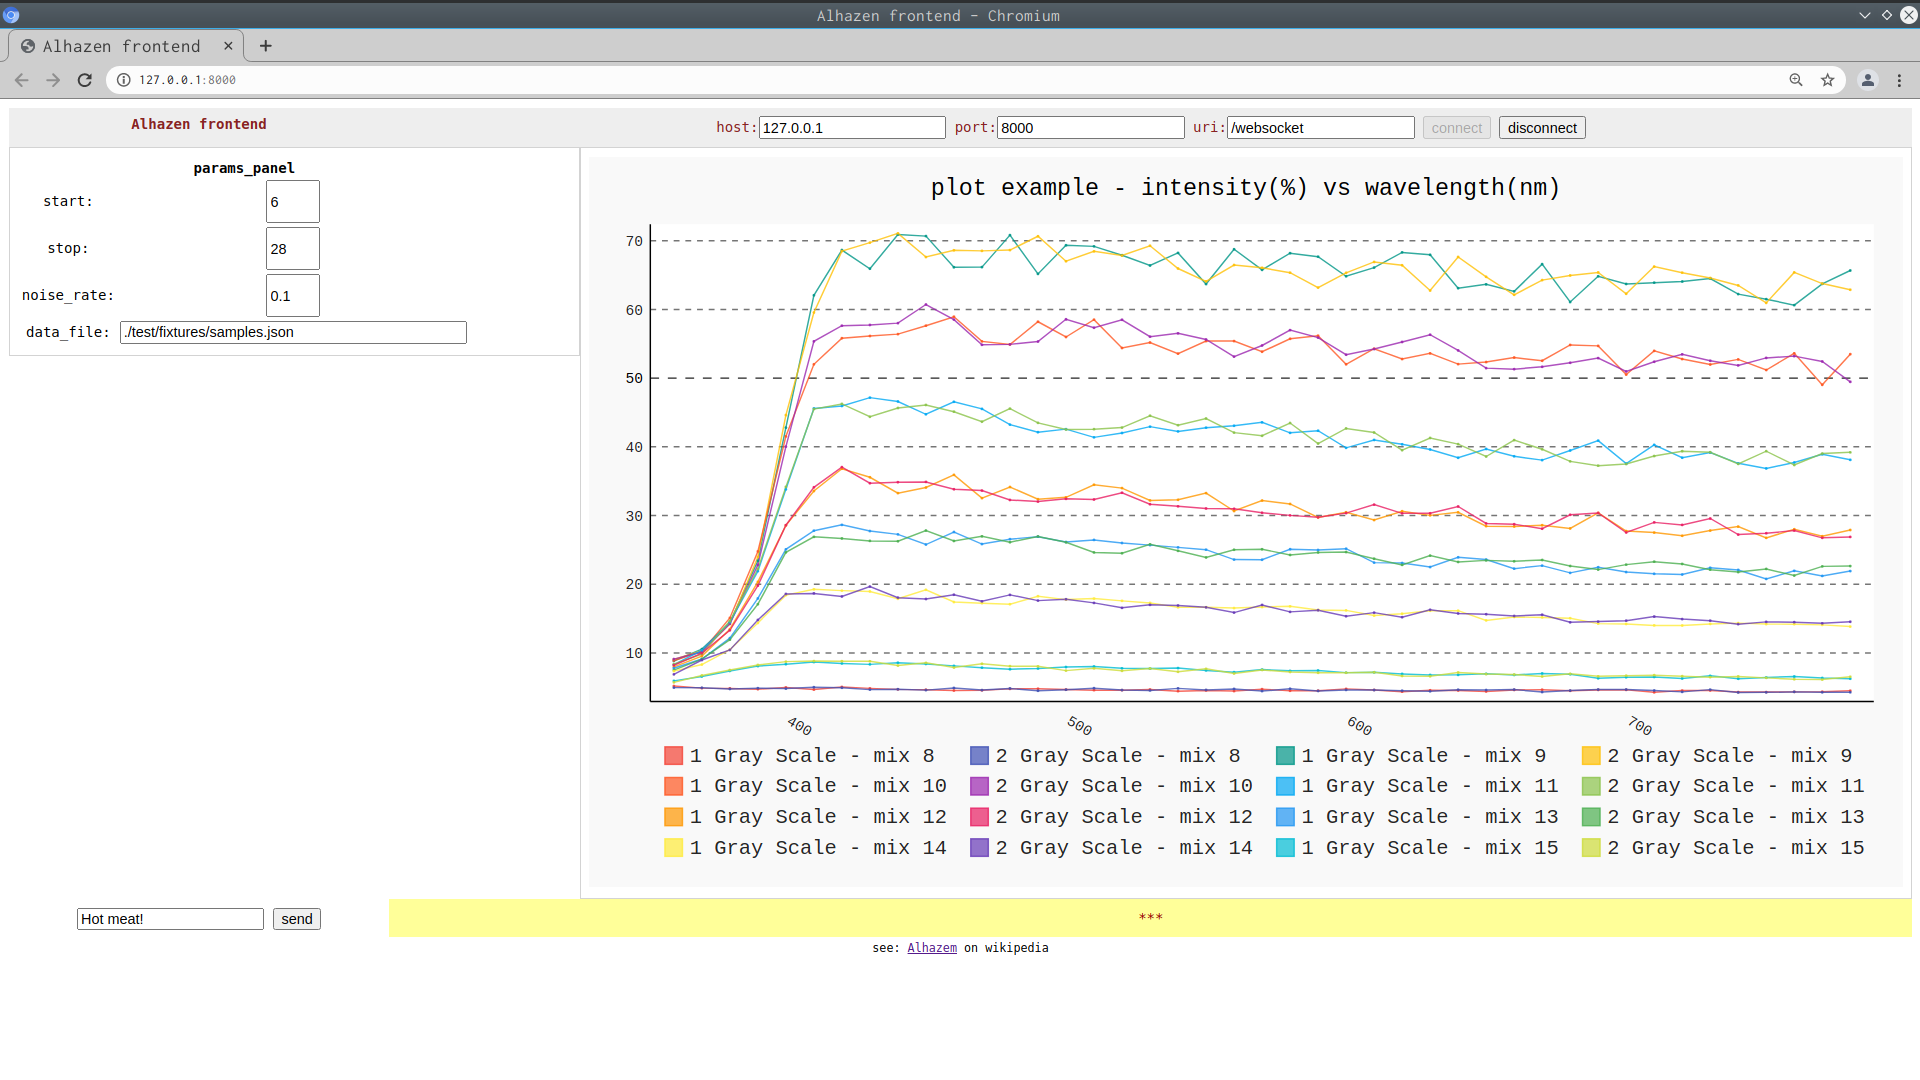 Alhazen frontend - Chromium
Alhazen frontend
127.0.0.1:8000
Alhazen frontend
host: 127.0.0.1 port: 8000 uri: /websocket connect disconnect
params_panel
start: 6
stop: 28
noise_rate: 0.1
data_file: ./test/fixtures/samples.json
plot example - intensity(%) vs wavelength(nm)
70
60
50
40
30
20
10
400 500 600 700
1 Gray Scale - mix 8 2 Gray Scale - mix 8 1 Gray Scale - mix 9 2 Gray Scale - mix 9
1 Gray Scale - mix 10 2 Gray Scale - mix 10 1 Gray Scale - mix 11 2 Gray Scale - mix 11
1 Gray Scale - mix 12 2 Gray Scale - mix 12 1 Gray Scale - mix 13 2 Gray Scale - mix 13
1 Gray Scale - mix 14 2 Gray Scale - mix 14 1 Gray Scale - mix 15 2 Gray Scale - mix 15
Hot meat! send ***
see: Alhazem on wikipedia